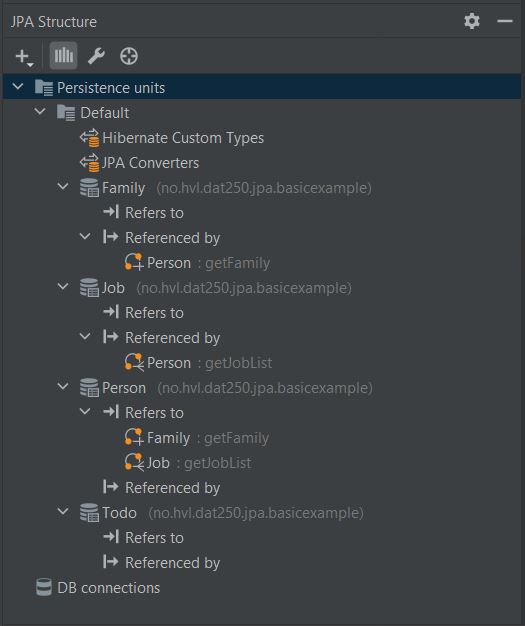 JPA Structure
Persistence units
Default
Hibernate Custom Types
JPA Converters
Family (no.hvl.dat250.jpa.basicexample)
Refers to
Referenced by
Person : getFamily
Job (no.hvl.dat250.jpa.basicexample)
Refers to
Referenced by
Person : getJobList
Person (no.hvl.dat250.jpa.basicexample)
Refers to
Family : getFamily
Job : getJobList
Referenced by
Todo (no.hvl.dat250.jpa.basicexample)
Refers to
Referenced by
DB connections